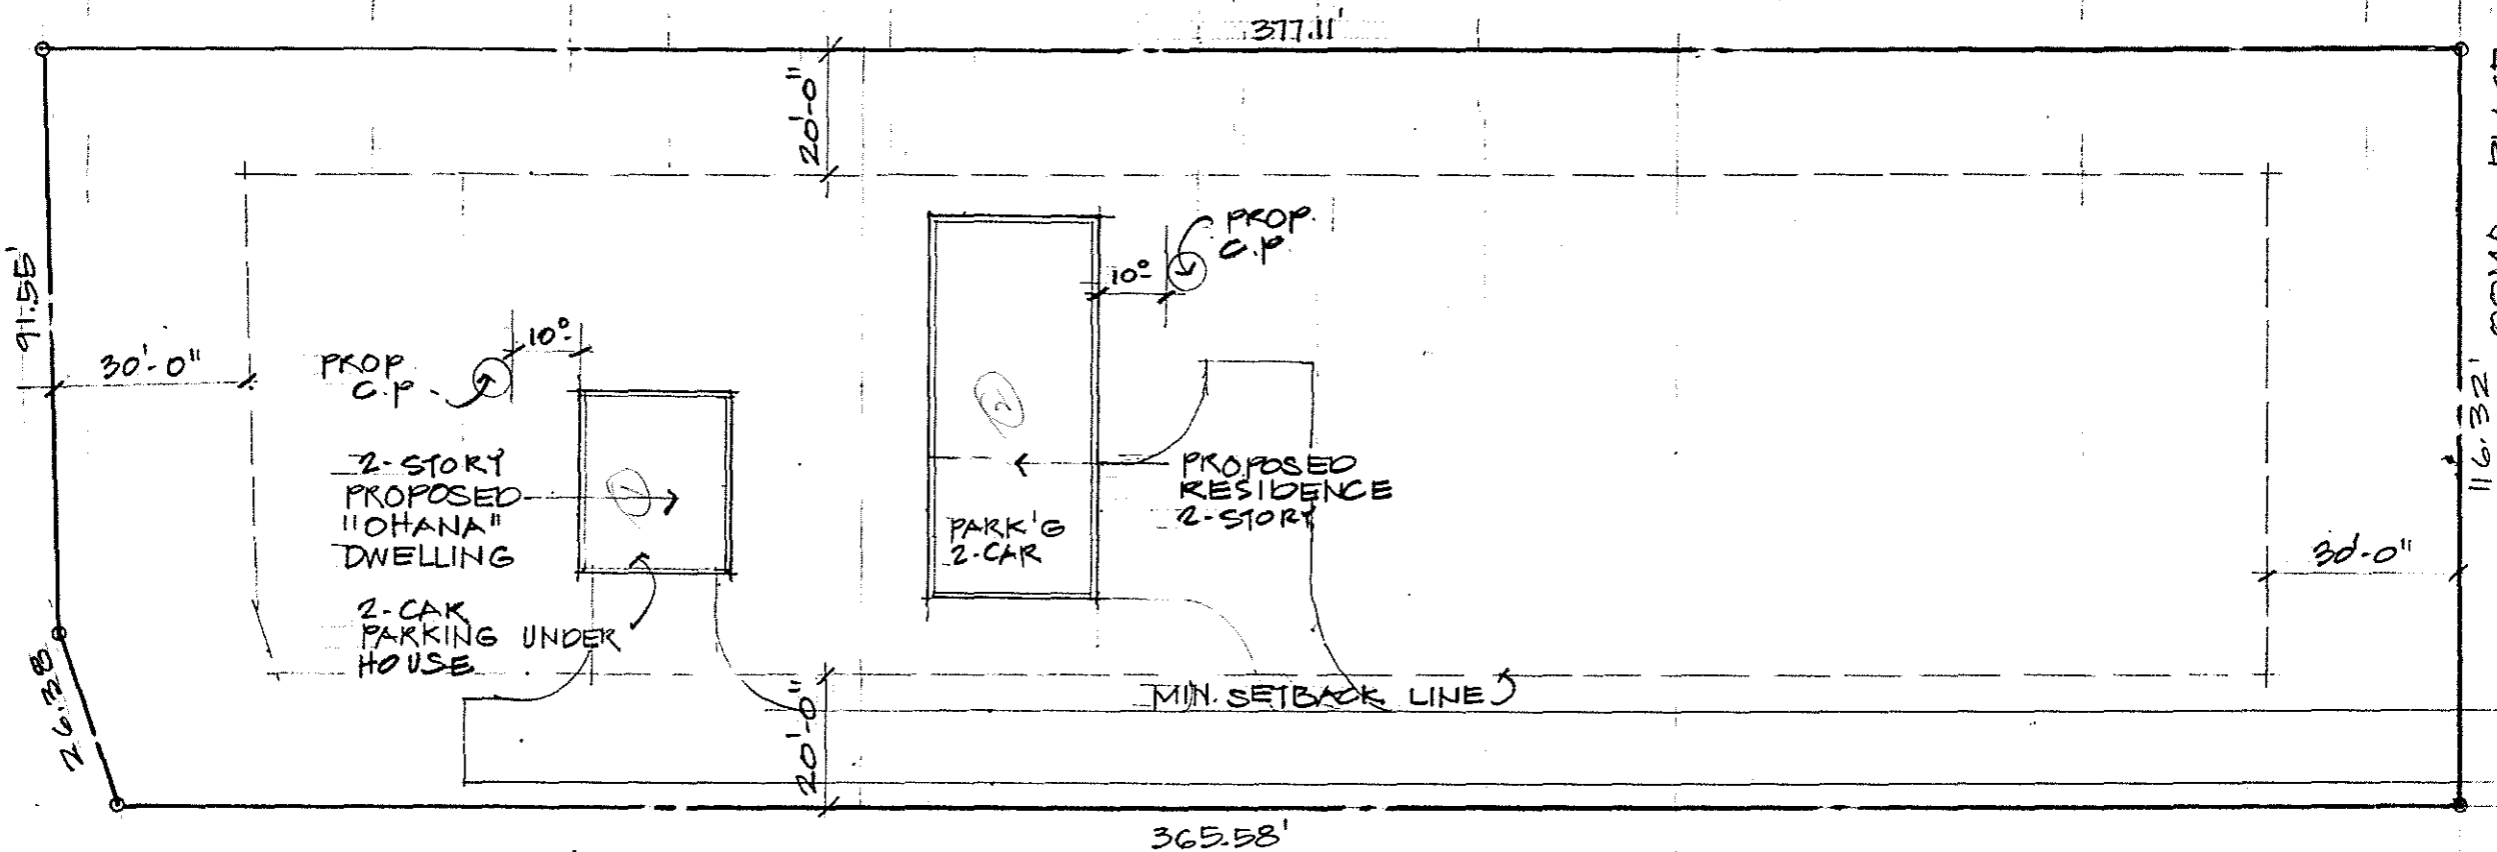 377.11'
20'-0"
PROP.
C.P.
10°-
91.55'
30'-0"
10°-
PROP.
C.P.
2
116.32'
2-STORY
PROPOSED
"OHANA"
DWELLING
1
PROPOSED
RESIDENCE
2-STORY
PARK'G
2-CAR
30'-0"
2-CAR
PARKING UNDER
HOUSE
26.38
20'-0"
MIN. SETBACK LINE
365.58'